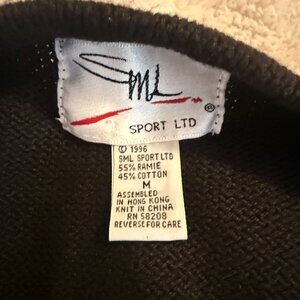 SML
®
SPORT LTD
© 1996
SML SPORT LTD
55% RAMIE
45% COTTON
M
ASSEMBLED
IN HONG KONG
KNIT IN CHINA
RN 58208
REVERSE FOR CARE